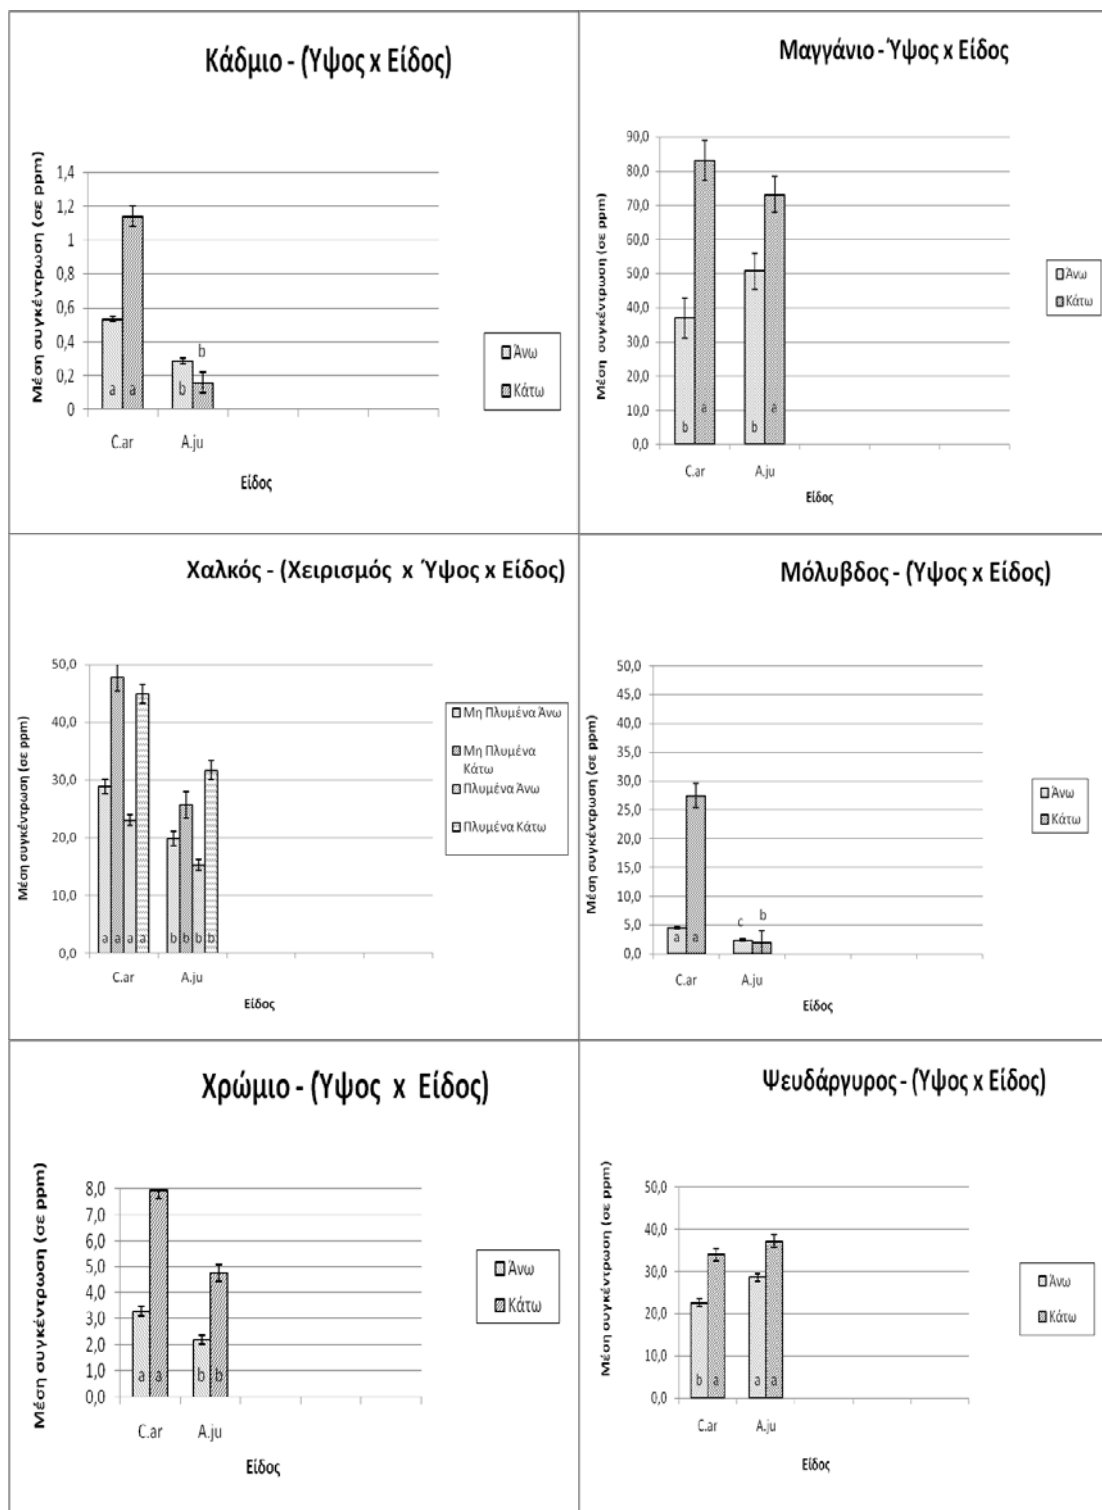 Κάδμιο - (Ύψος x Είδος)
Μέση συγκέντρωση (σε ppm)
1,4
1,2
1
0,8
0,6
0,4
0,2
0
a a b b
C.ar A.ju
Είδος
Άνω
Κάτω
Μαγγάνιο - Ύψος x Είδος
Μέση συγκέντρωση (σε ppm)
90,0
80,0
70,0
60,0
50,0
40,0
30,0
20,0
10,0
0,0
b a b a
C.ar A.ju
Είδος
Άνω
Κάτω
Χαλκός - (Χειρισμός x Ύψος x Είδος)
Μέση συγκέντρωση (σε ppm)
50,0
40,0
30,0
20,0
10,0
0,0
a a a a b b b b
C.ar A.ju
Είδος
Μη Πλυμένα Άνω
Μη Πλυμένα
Κάτω
Πλυμένα Άνω
Πλυμένα Κάτω
Μόλυβδος - (Ύψος x Είδος)
Μέση συγκέντρωση (σε ppm)
50,0
45,0
40,0
35,0
30,0
25,0
20,0
15,0
10,0
5,0
0,0
a a c b
C.ar A.ju
Είδος
Άνω
Κάτω
Χρώμιο - (Ύψος x Είδος)
Μέση συγκέντρωση (σε ppm)
8,0
7,0
6,0
5,0
4,0
3,0
2,0
1,0
0,0
a a b b
C.ar A.ju
Είδος
Άνω
Κάτω
Ψευδάργυρος - (Ύψος x Είδος)
Μέση συγκέντρωση (σε ppm)
50,0
40,0
30,0
20,0
10,0
0,0
b a a a
C.ar A.ju
Είδος
Άνω
Κάτω